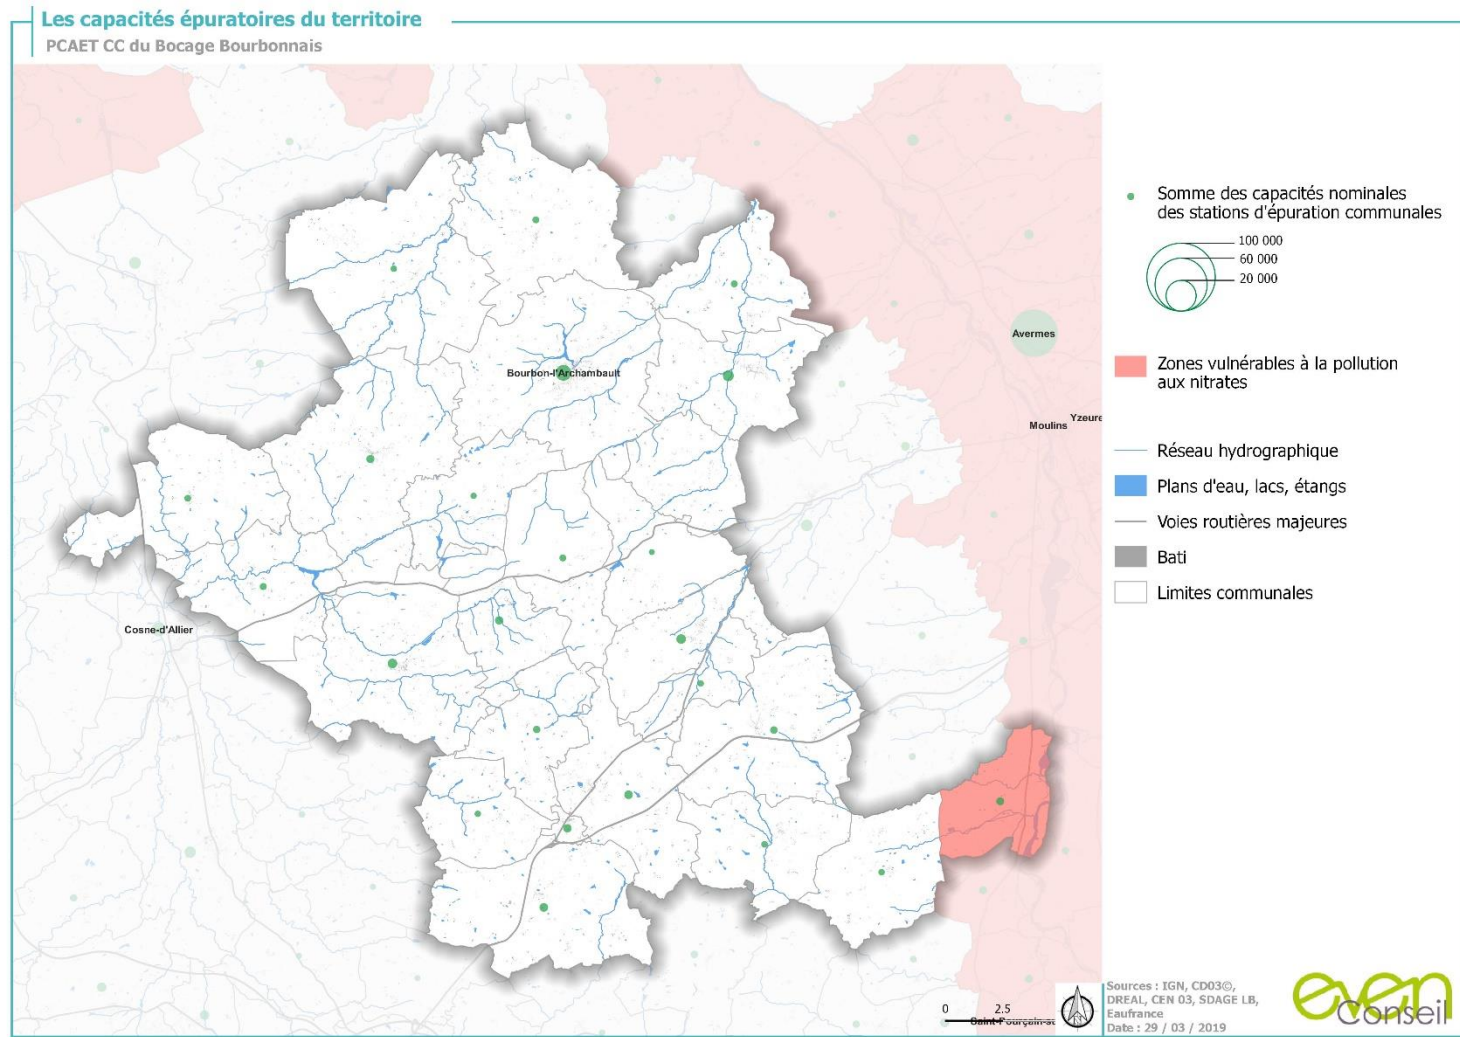 Les capacités épuratoires du territoire
PCAET CC du Bocage Bourbonnais
Somme des capacités nominales
des stations d'épuration communales
100 000
60 000
20 000
Avermes
Zones vulnérables à la pollution
aux nitrates
Bourbon-l'Archambault
Moulins
Yzeure
Réseau hydrographique
Plans d'eau, lacs, étangs
Voies routières majeures
Bati
Limites communales
Cosne-d'Allier
0 2.5
Sources : IGN, CD03©,
DREAL, CEN 03, SDAGE LB,
Eaufrance
Date : 29 / 03 / 2019
even
Conseil